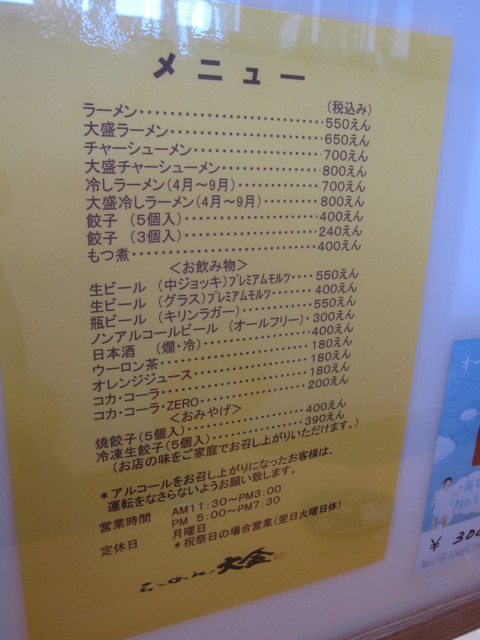 メニュー
(税込み)
ラーメン・・・・・・・・・・・・・・・・・・・・・・・・550えん
大盛ラーメン・・・・・・・・・・・・・・・・・・・・650えん
チャーシューメン・・・・・・・・・・・・・・・・・700えん
大盛チャーシューメン・・・・・・・・・・・・・800えん
冷しラーメン(4月～9月)・・・・・・・・・・・700えん
大盛冷しラーメン(4月～9月)・・・・・・・800えん
餃子 (5個入)・・・・・・・・・・・・・・・・・・400えん
餃子 (3個入)・・・・・・・・・・・・・・・・・・240えん
もつ煮・・・・・・・・・・・・・・・・・・・・・・・・400えん
＜お飲み物＞
生ビール (中ジョッキ)プレミアムモルツ・・・550えん
生ビール (グラス)プレミアムモルツ・・・・400えん
瓶ビール (キリンラガー)・・・・・・・・・・550えん
ノンアルコールビール (オールフリー)・300えん
日本酒 (燗・冷)・・・・・・・・・・・・・・・400えん
ウーロン茶・・・・・・・・・・・・・・・・・・・・180えん
オレンジジュース・・・・・・・・・・・・・・・180えん
コカ・コーラ・・・・・・・・・・・・・・・・・・・180えん
コカ・コーラ・ZERO・・・・・・・・・・・・・200えん
＜おみやげ＞
焼餃子(5個入)・・・・・・・・・・・・・・・・400えん
冷凍生餃子(5個入)・・・・・・・・・・・・390えん
(お店の味をご家庭でお召し上がりいただけます。)
＊アルコールをお召し上がりになったお客様は、
運転をなさらないようお願い致します。
営業時間 AM11:30～PM3:00
PM 5:00～PM7:30
定休日 月曜日
＊祝祭日の場合営業(翌日火曜日休)
らーめん 大金
オー
No.1
¥ 300